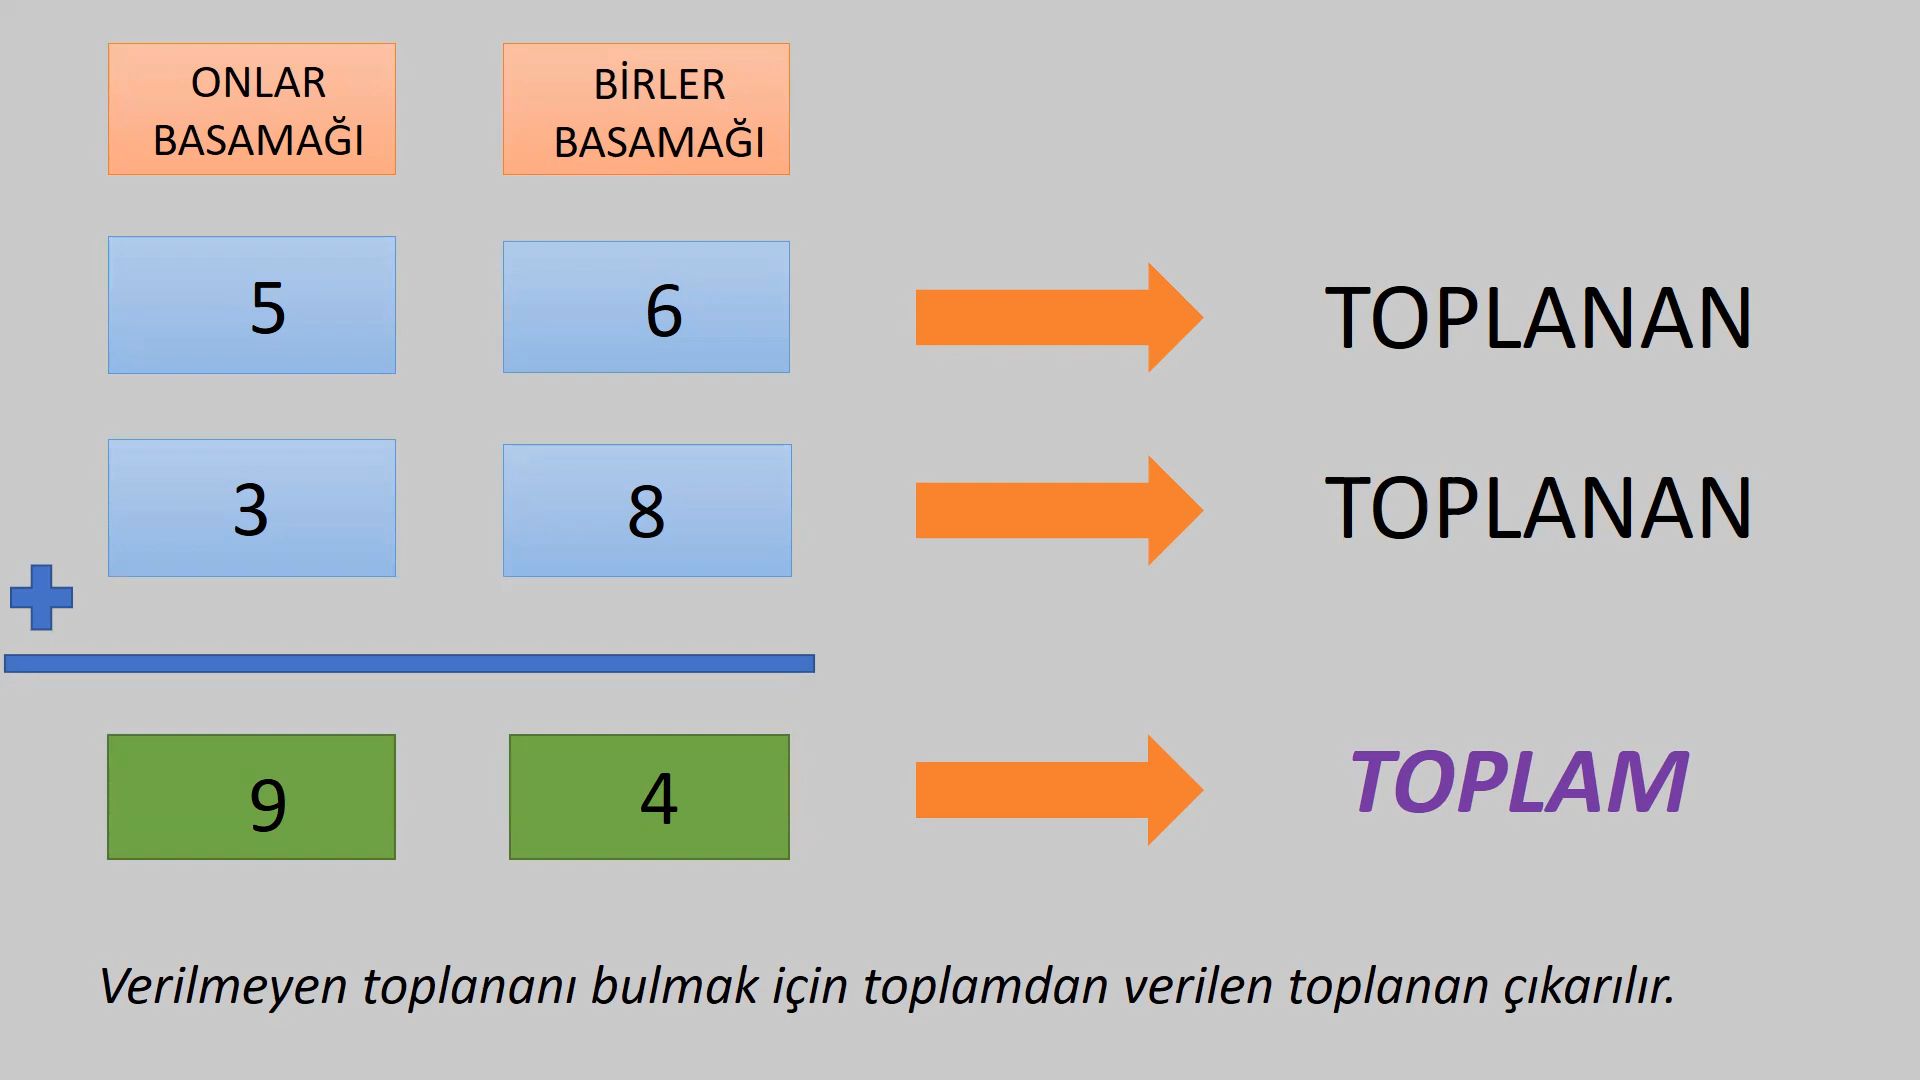 ONLAR
BASAMAĞI
BİRLER
BASAMAĞI
5 6 TOPLANAN
3 8 TOPLANAN
9 4 TOPLAM
Verilmeyen toplananı bulmak için toplamdan verilen toplanan çıkarılır.